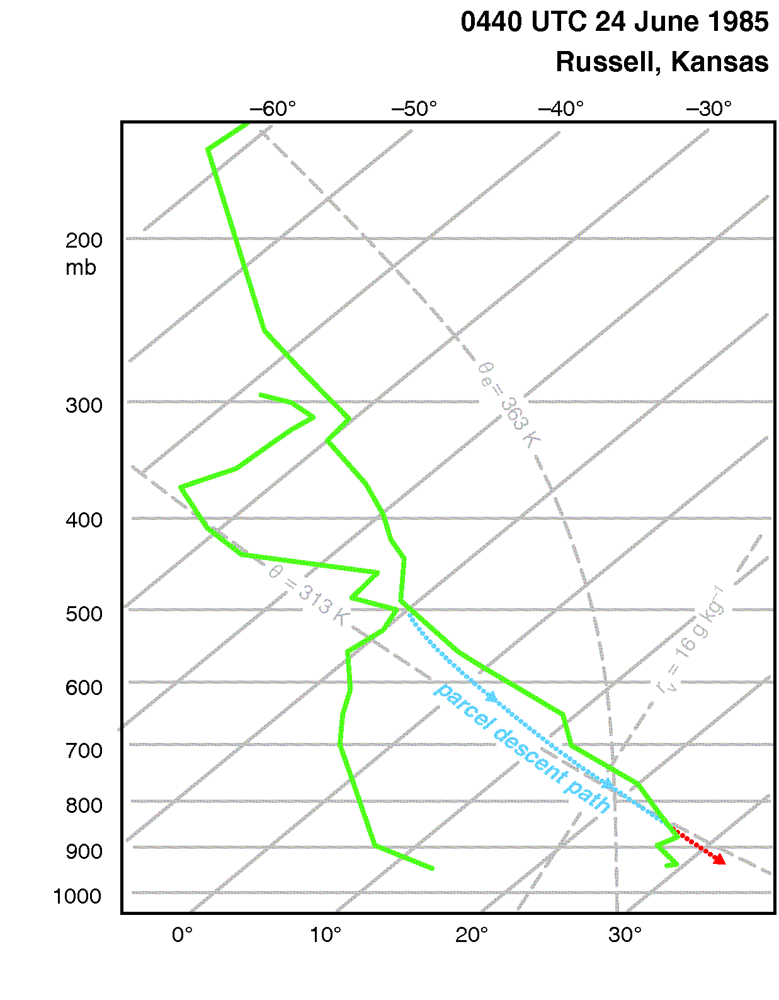 0440 UTC 24 June 1985
Russell, Kansas
–60° –50° –40° –30°
200
mb
300
θe = 363 K
400
θ = 313 K
500
rv = 16 g kg–1
600
parcel descent path
700
800
900
1000
0° 10° 20° 30°